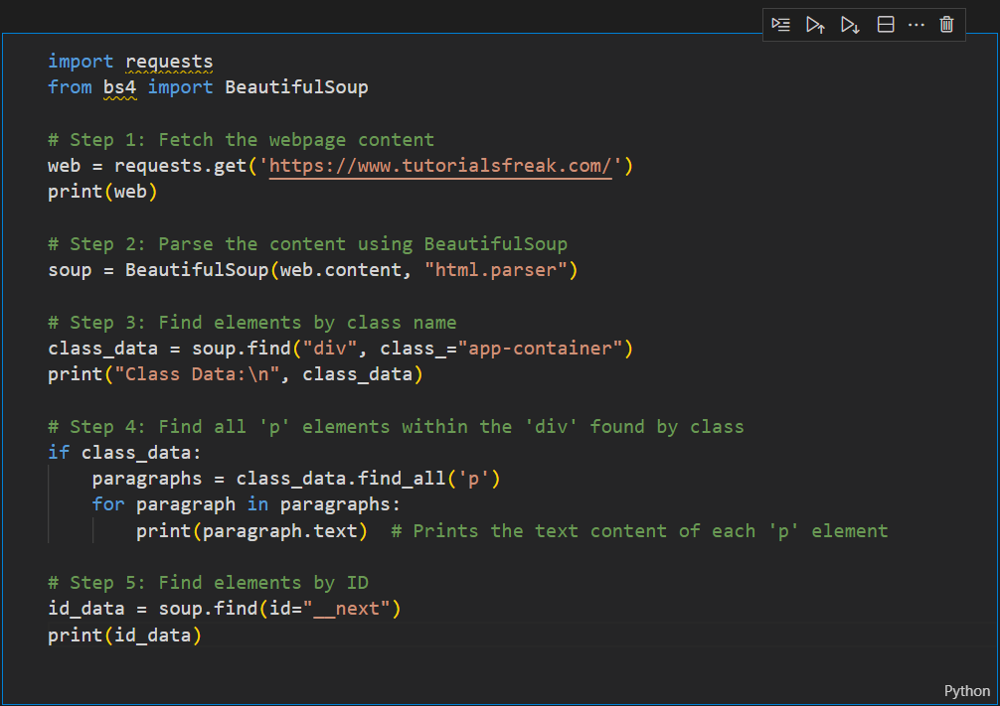 import requests
from bs4 import BeautifulSoup
# Step 1: Fetch the webpage content
web = requests.get('https://www.tutorialsfreak.com/')
print(web)
# Step 2: Parse the content using BeautifulSoup
soup = BeautifulSoup(web.content, "html.parser")
# Step 3: Find elements by class name
class_data = soup.find("div", class_="app-container")
print("Class Data:\n", class_data)
# Step 4: Find all 'p' elements within the 'div' found by class
if class_data:
    paragraphs = class_data.find_all('p')
    for paragraph in paragraphs:
        print(paragraph.text)  # Prints the text content of each 'p' element
# Step 5: Find elements by ID
id_data = soup.find(id="__next")
print(id_data)
Python